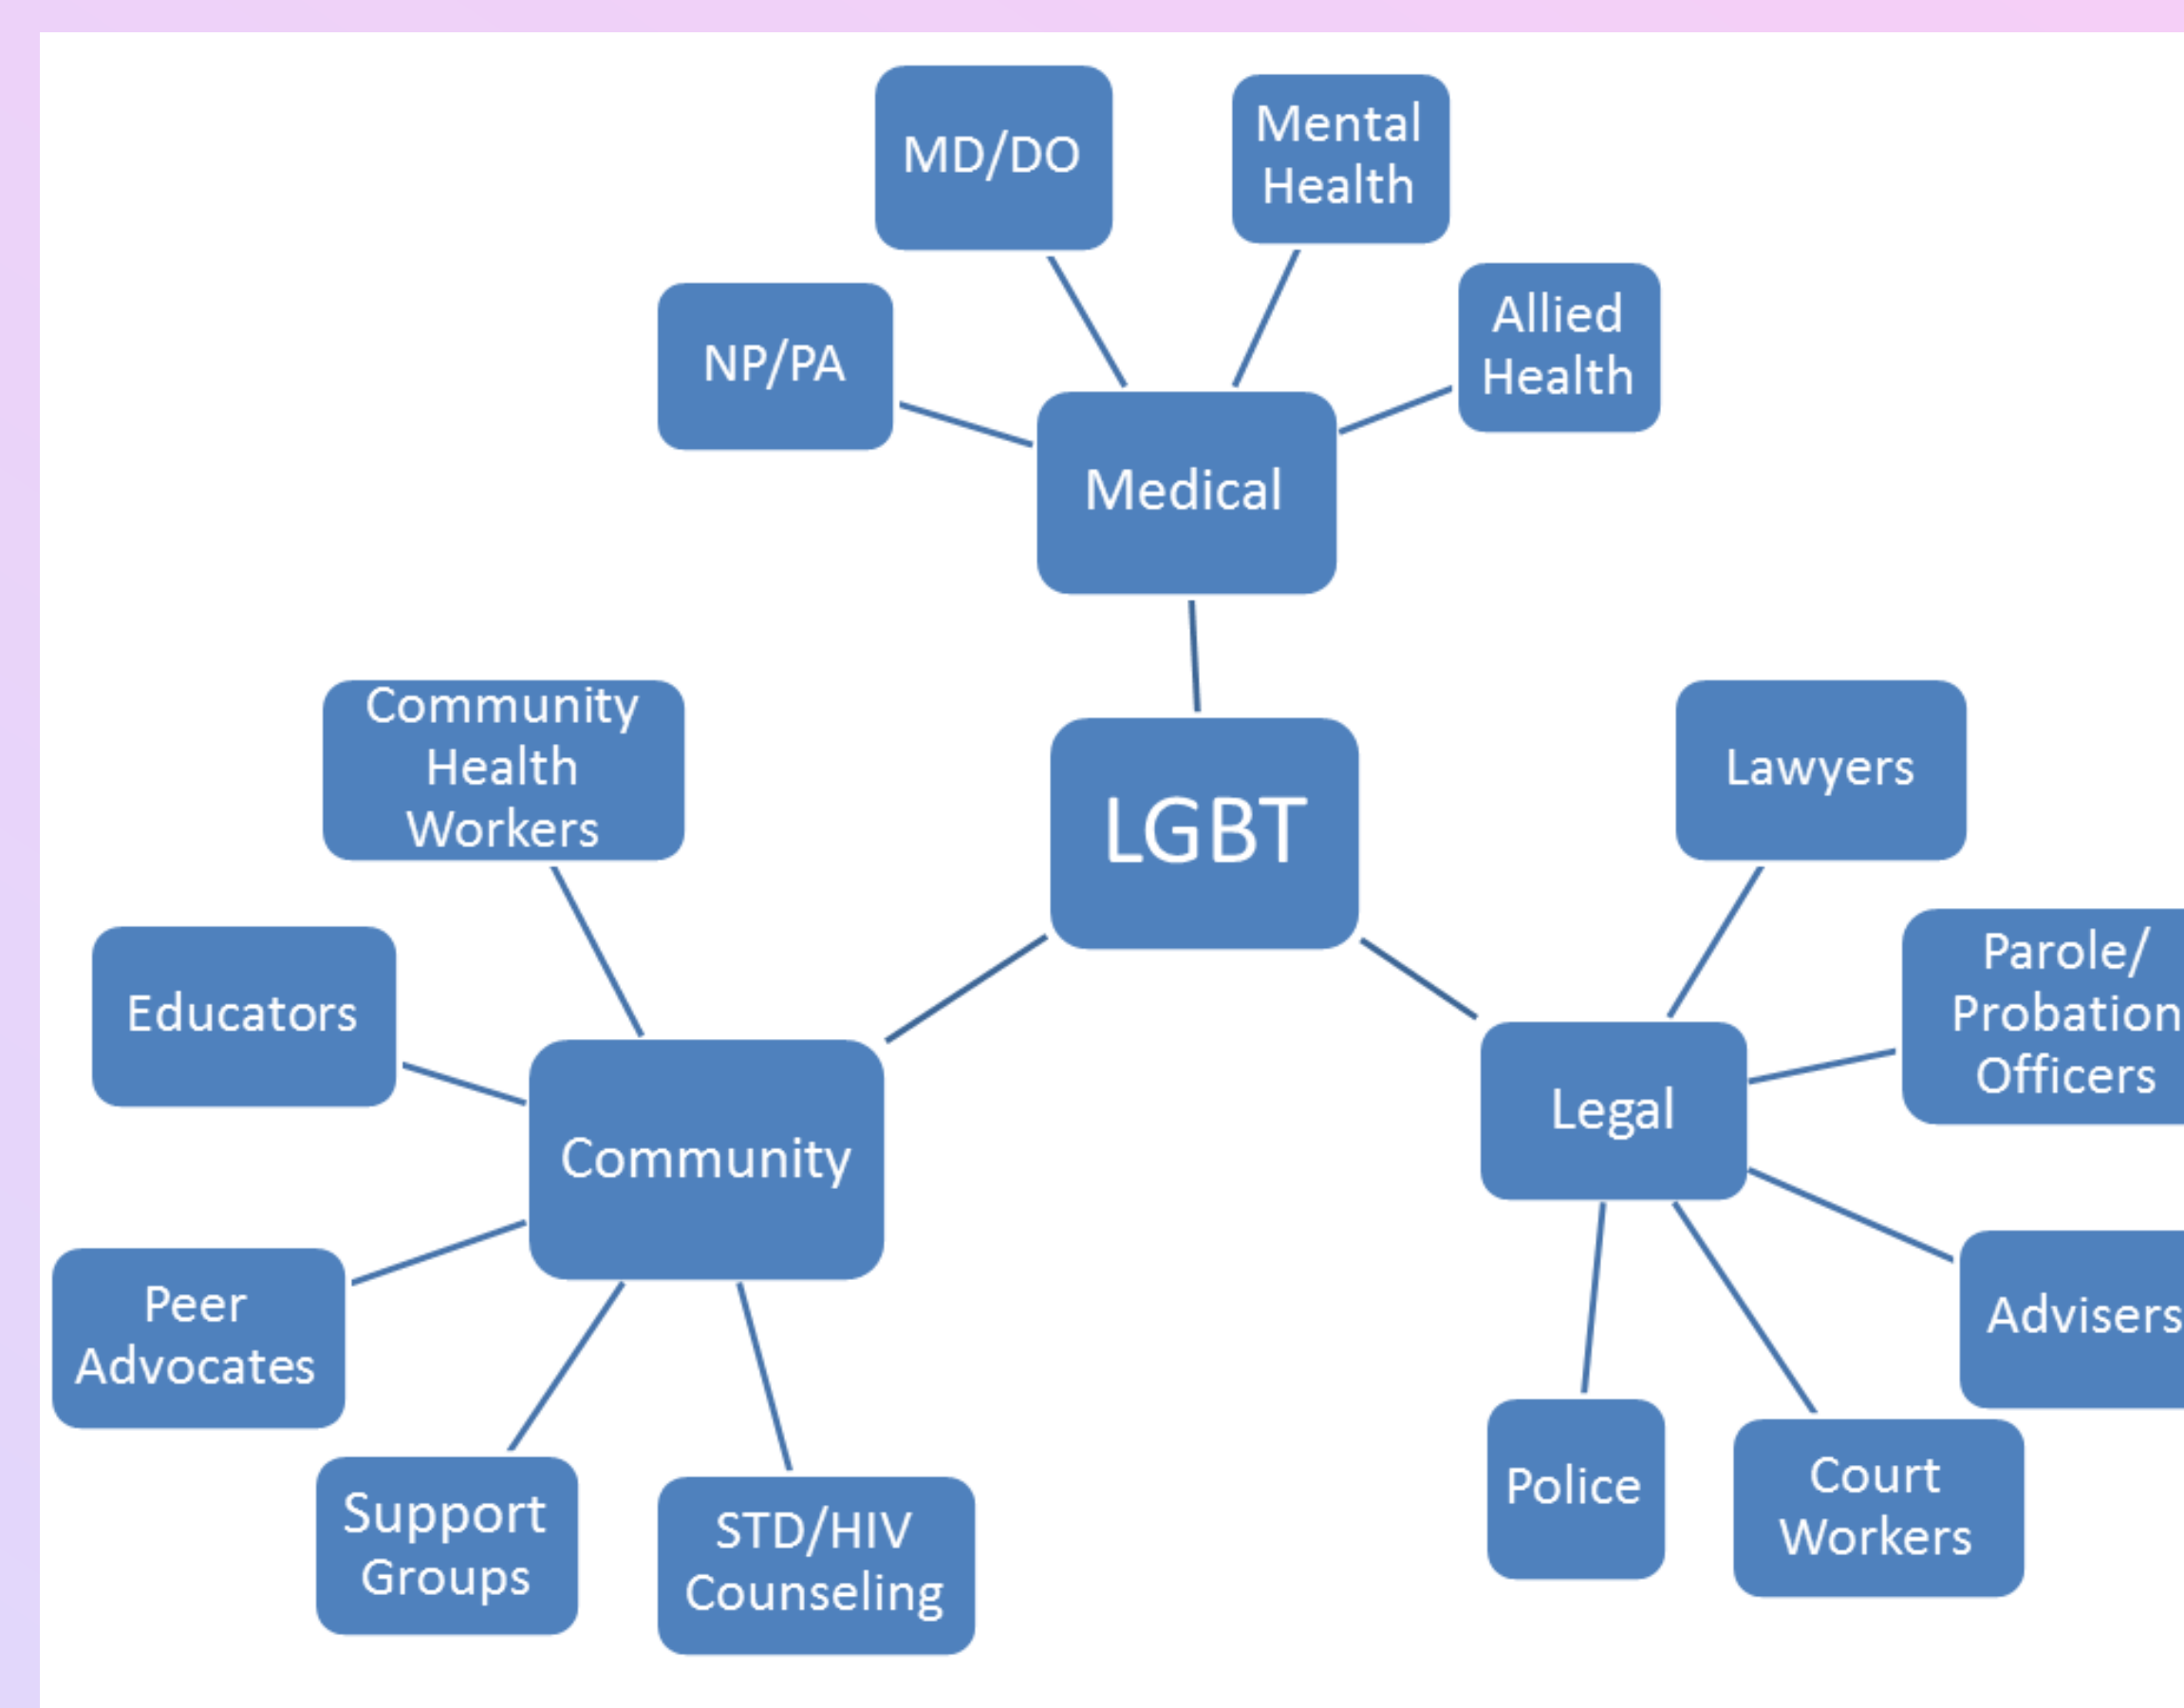 MD/DO
Mental
Health
NP/PA
Allied
Health
Medical
Community
Health
Workers
LGBT
Lawyers
Educators
Parole/
Probation
Officers
Community
Legal
Peer
Advocates
Advisers
Support
Groups
STD/HIV
Counseling
Police
Court
Workers